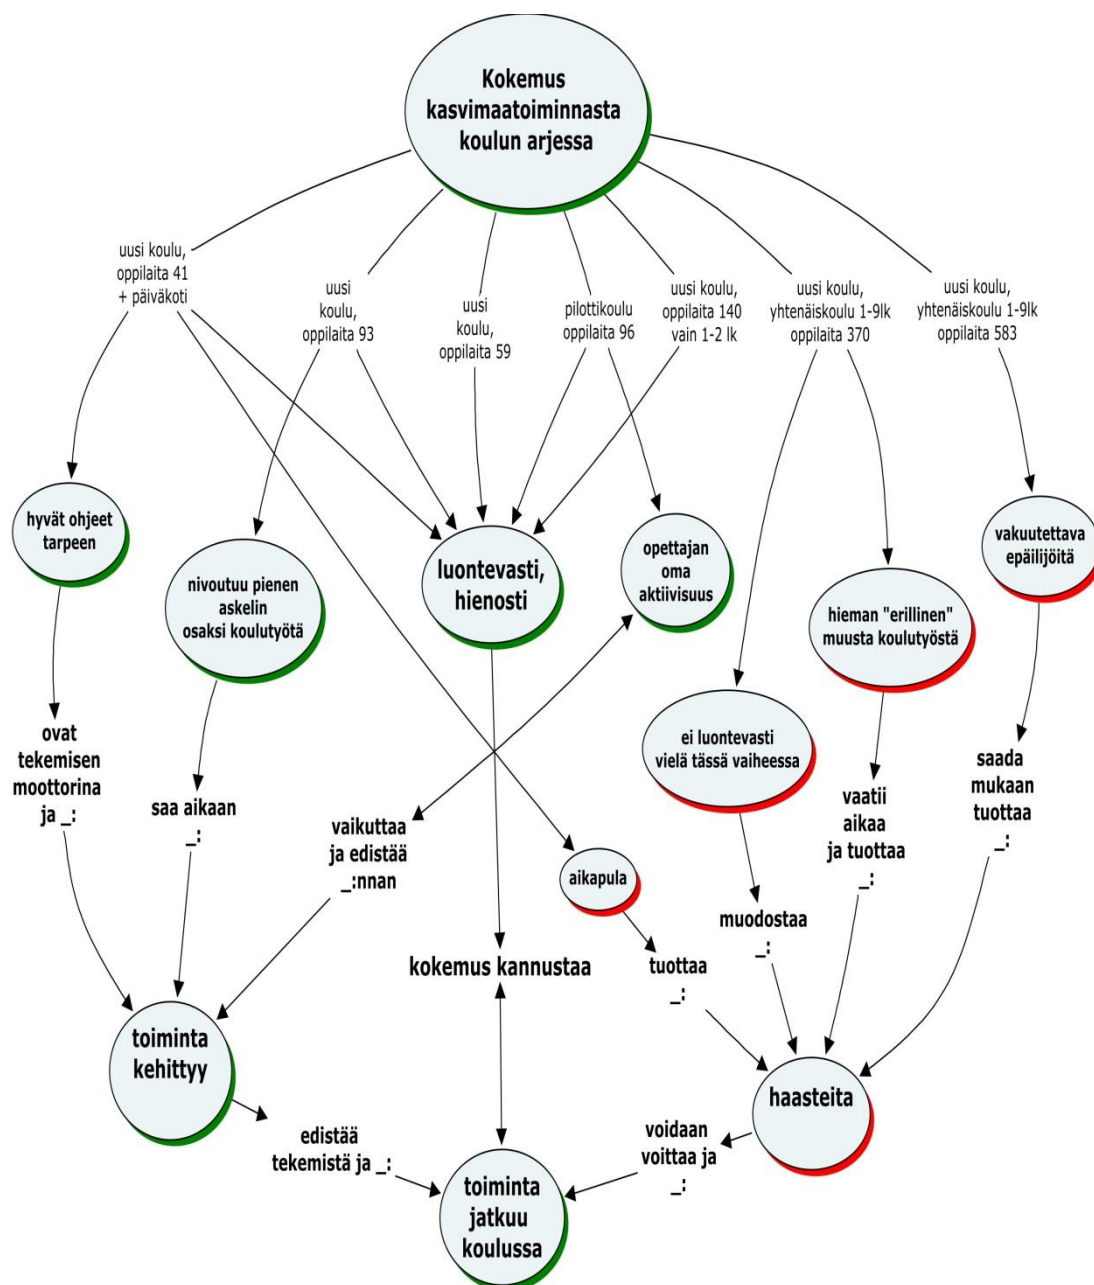 Kokemus
kasvimaatoiminnasta
koulun arjessa
uusi koulu,
oppilaita 41
+ päiväkoti
uusi
koulu,
oppilaita 93
uusi
koulu,
oppilaita 59
pilottikoulu
oppilaita 96
uusi koulu,
oppilaita 140
vain 1-2 lk
uusi koulu,
yhtenäiskoulu 1-9lk
oppilaita 370
uusi koulu,
yhtenäiskoulu 1-9lk
oppilaita 583
hyvät ohjeet
tarpeen
nivoutuu pienen
askelin
osaksi koulutyötä
luontevasti,
hienosti
opettajan
oma
aktiivisuus
vakuutettava
epäilijöitä
hieman "erillinen"
muusta koulutyöstä
ei luontevasti
vielä tässä vaiheessa
ovat
tekemisen
moottorina
ja _:
saa aikaan
_:
vaikuttaa
ja edistää
_:nnan
aikapula
vaatii
aikaa
ja tuottaa
_:
saada
mukaan
tuottaa
_:
muodostaa
_:
kokemus kannustaa
tuottaa
_:
toiminta
kehittyy
haasteita
edistää
tekemistä ja _:
voidaan
voittaa ja
_:
toiminta
jatkuu
koulussa